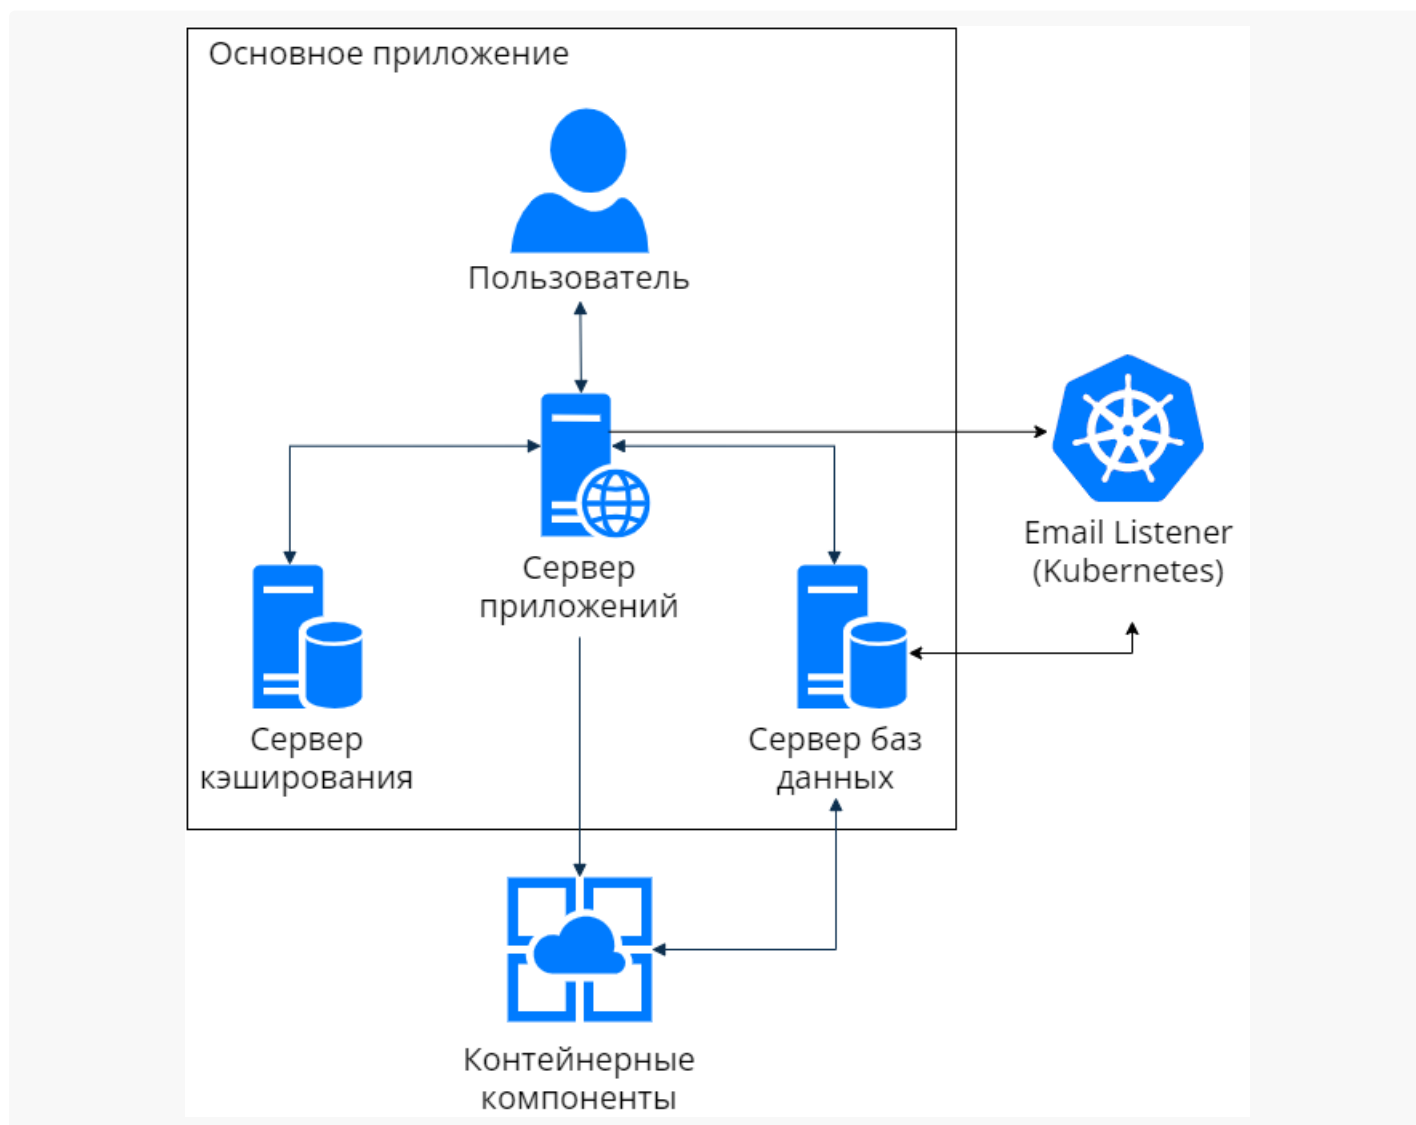 Основное приложение
Пользователь
Сервер
приложений
Email Listener
(Kubernetes)
Сервер
кэширования
Сервер баз
данных
Контейнерные
компоненты